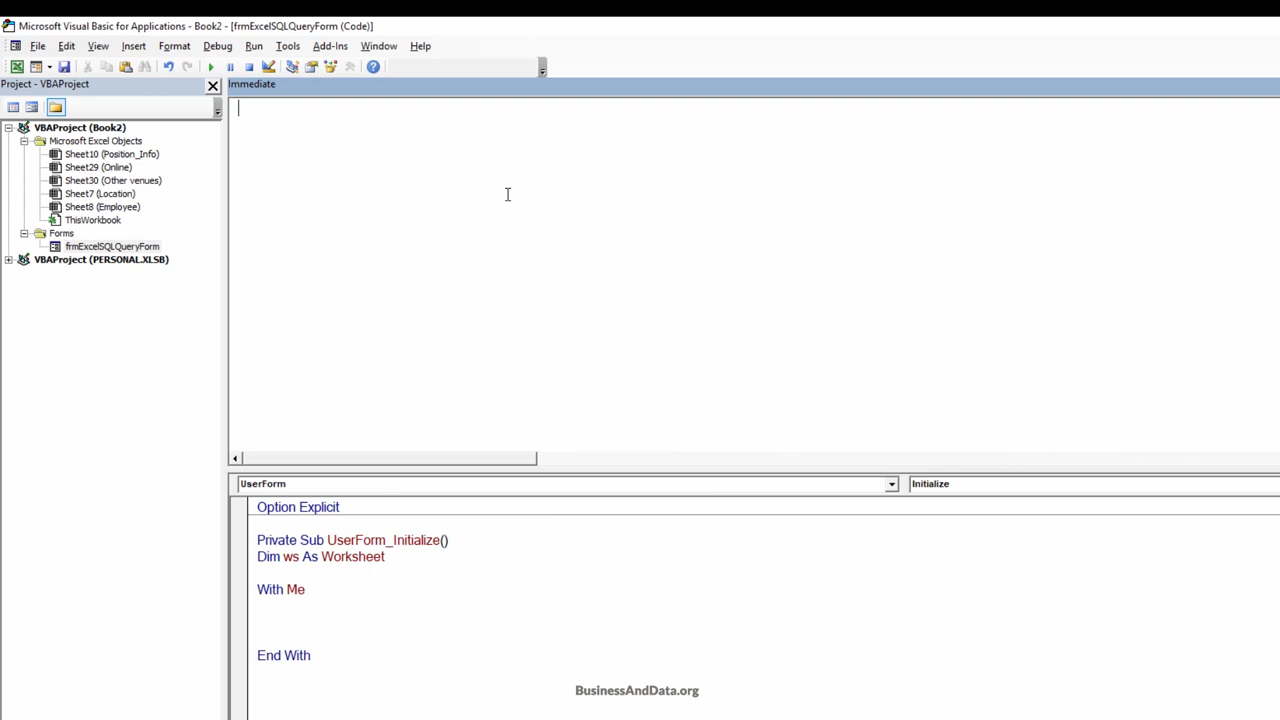 Microsoft Visual Basic for Applications - Book2 - [frmExcelSQLQueryForm (Code)]
File Edit View Insert Format Debug Run Tools Add-Ins Window Help
Project - VBAProject
Immediate
VBAProject (Book2)
Microsoft Excel Objects
Sheet10 (Position_Info)
Sheet29 (Online)
Sheet30 (Other venues)
Sheet7 (Location)
Sheet8 (Employee)
ThisWorkbook
Forms
frmExcelSQLQueryForm
VBAProject (PERSONAL.XLSB)
UserForm
Initialize
Option Explicit
Private Sub UserForm_Initialize()
Dim ws As Worksheet
With Me
End With
BusinessAndData.org